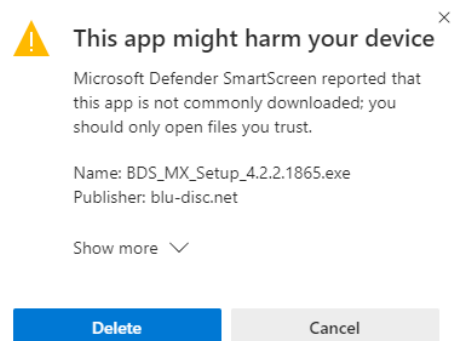 This app might harm your device
Microsoft Defender SmartScreen reported that
this app is not commonly downloaded; you
should only open files you trust.
Name: BDS_MX_Setup_4.2.2.1865.exe
Publisher: blu-disc.net
Show more
Delete
Cancel